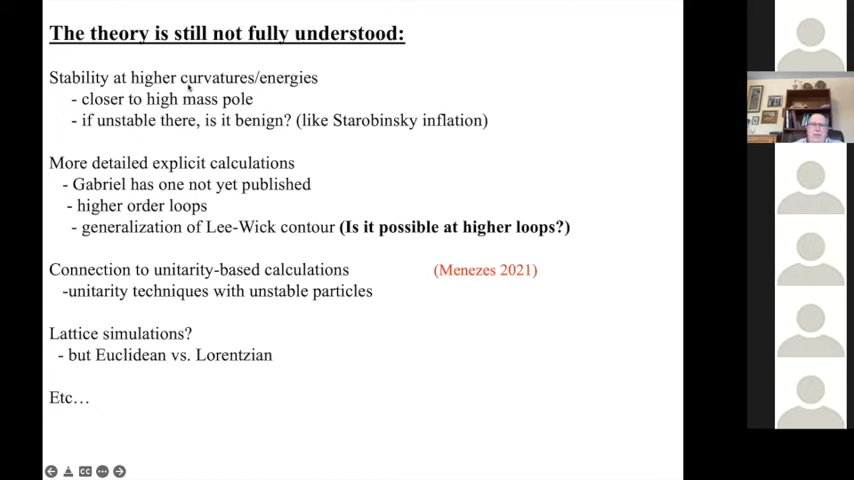 The theory is still not fully understood:
Stability at higher curvatures/energies
- closer to high mass pole
- if unstable there, is it benign? (like Starobinsky inflation)
More detailed explicit calculations
- Gabriel has one not yet published
- higher order loops
- generalization of Lee-Wick contour (Is it possible at higher loops?)
Connection to unitarity-based calculations (Menezes 2021)
-unitarity techniques with unstable particles
Lattice simulations?
- but Euclidean vs. Lorentzian
Etc…
CC